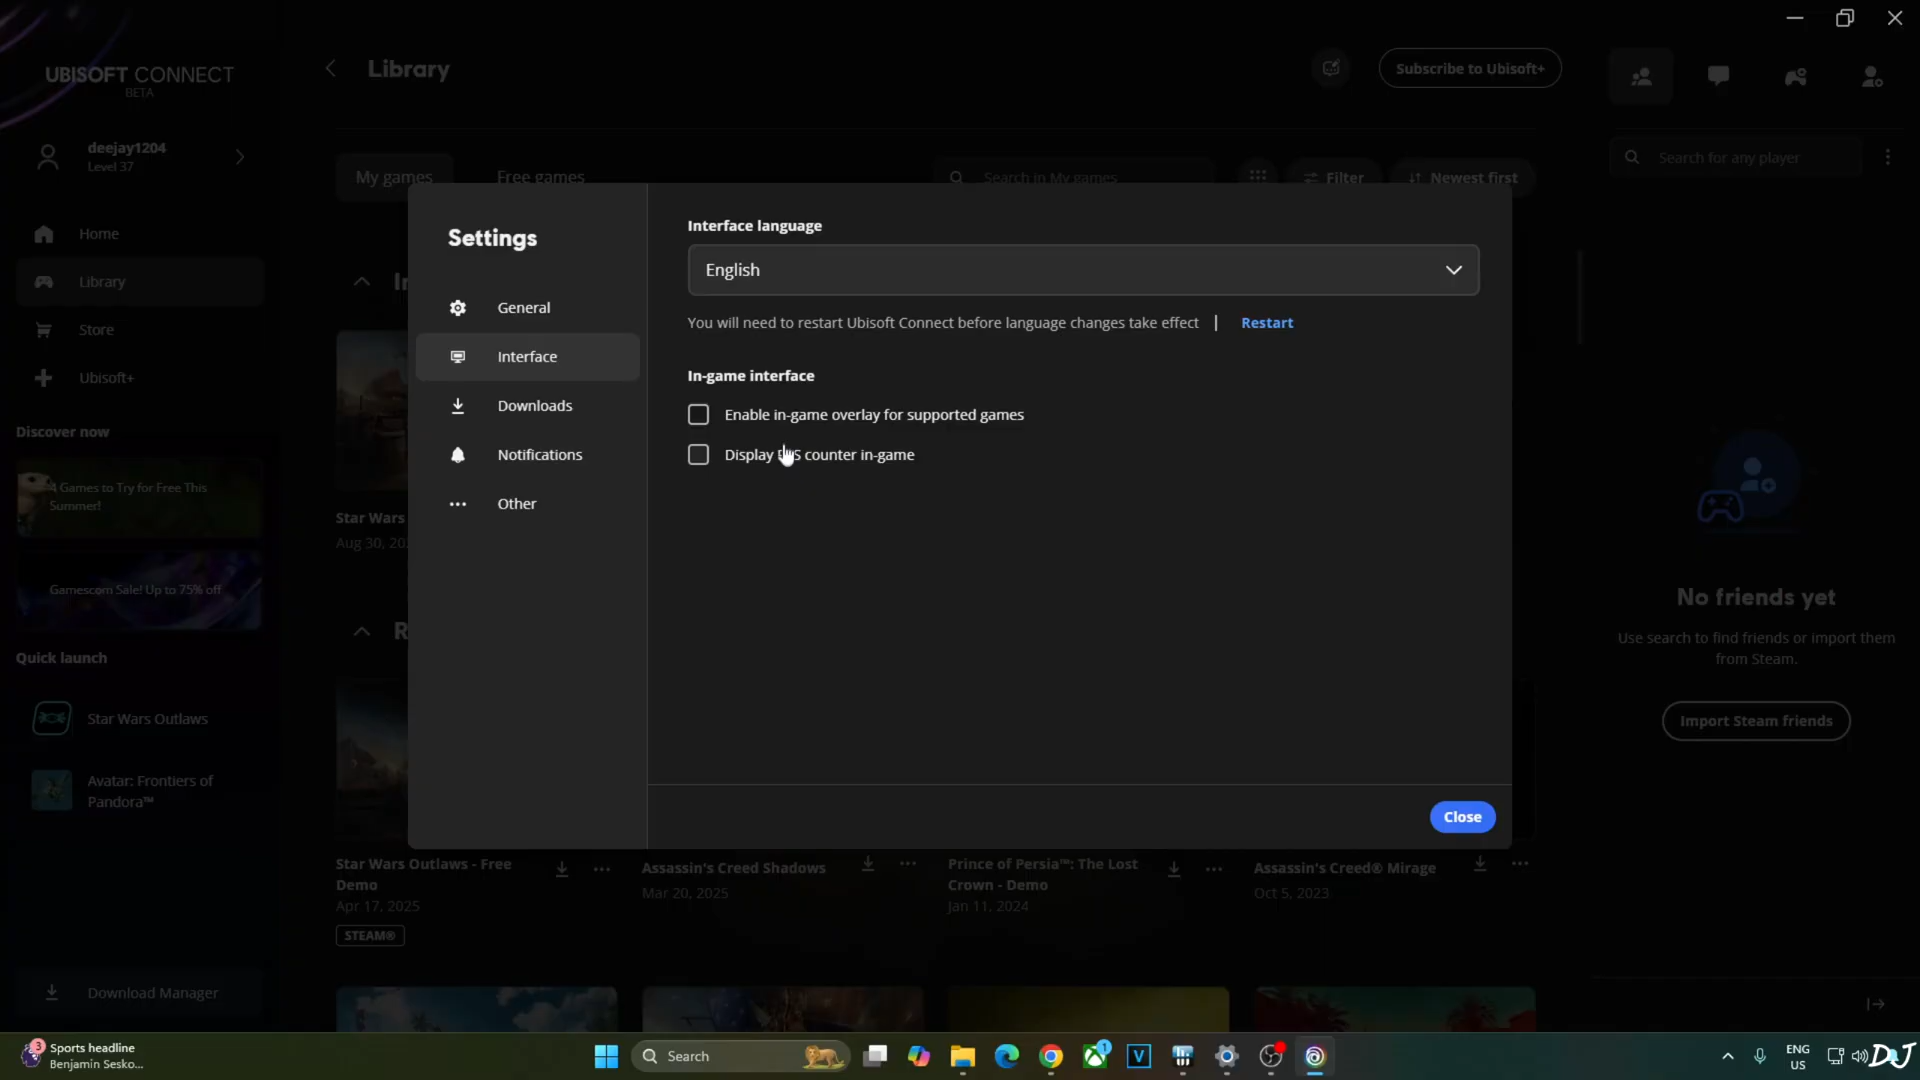 UBISOFT CONNECT
BETA
Library
Subscribe to Ubisoft+
deejay1204
Level 37
My games
Free games
Search in My games
Filter
Newest first
Search for any player
Home
Library
Store
Ubisoft+
Discover now
4 Games to Try for Free This
Summer!
Gamescom Sale! Up to 75% off
Quick launch
Star Wars Outlaws
Avatar: Frontiers of
Pandora™
Download Manager
Settings
General
Interface
Downloads
Notifications
Other
Interface language
English
You will need to restart Ubisoft Connect before language changes take effect | Restart
In-game interface
Enable in-game overlay for supported games
Display counter in-game
Close
Star Wars
Aug 30,
Star Wars Outlaws - Free
Demo
Apr 17, 2025
STEAM®
Assassin's Creed Shadows
Mar 20, 2025
Prince of Persia™: The Lost
Crown - Demo
Jan 11, 2024
Assassin's Creed® Mirage
Oct 5, 2023
No friends yet
Use search to find friends or import them
from Steam.
Import Steam friends
3
Sports headline
Benjamin Sesko...
Search
1
V
ENG
US
DJ